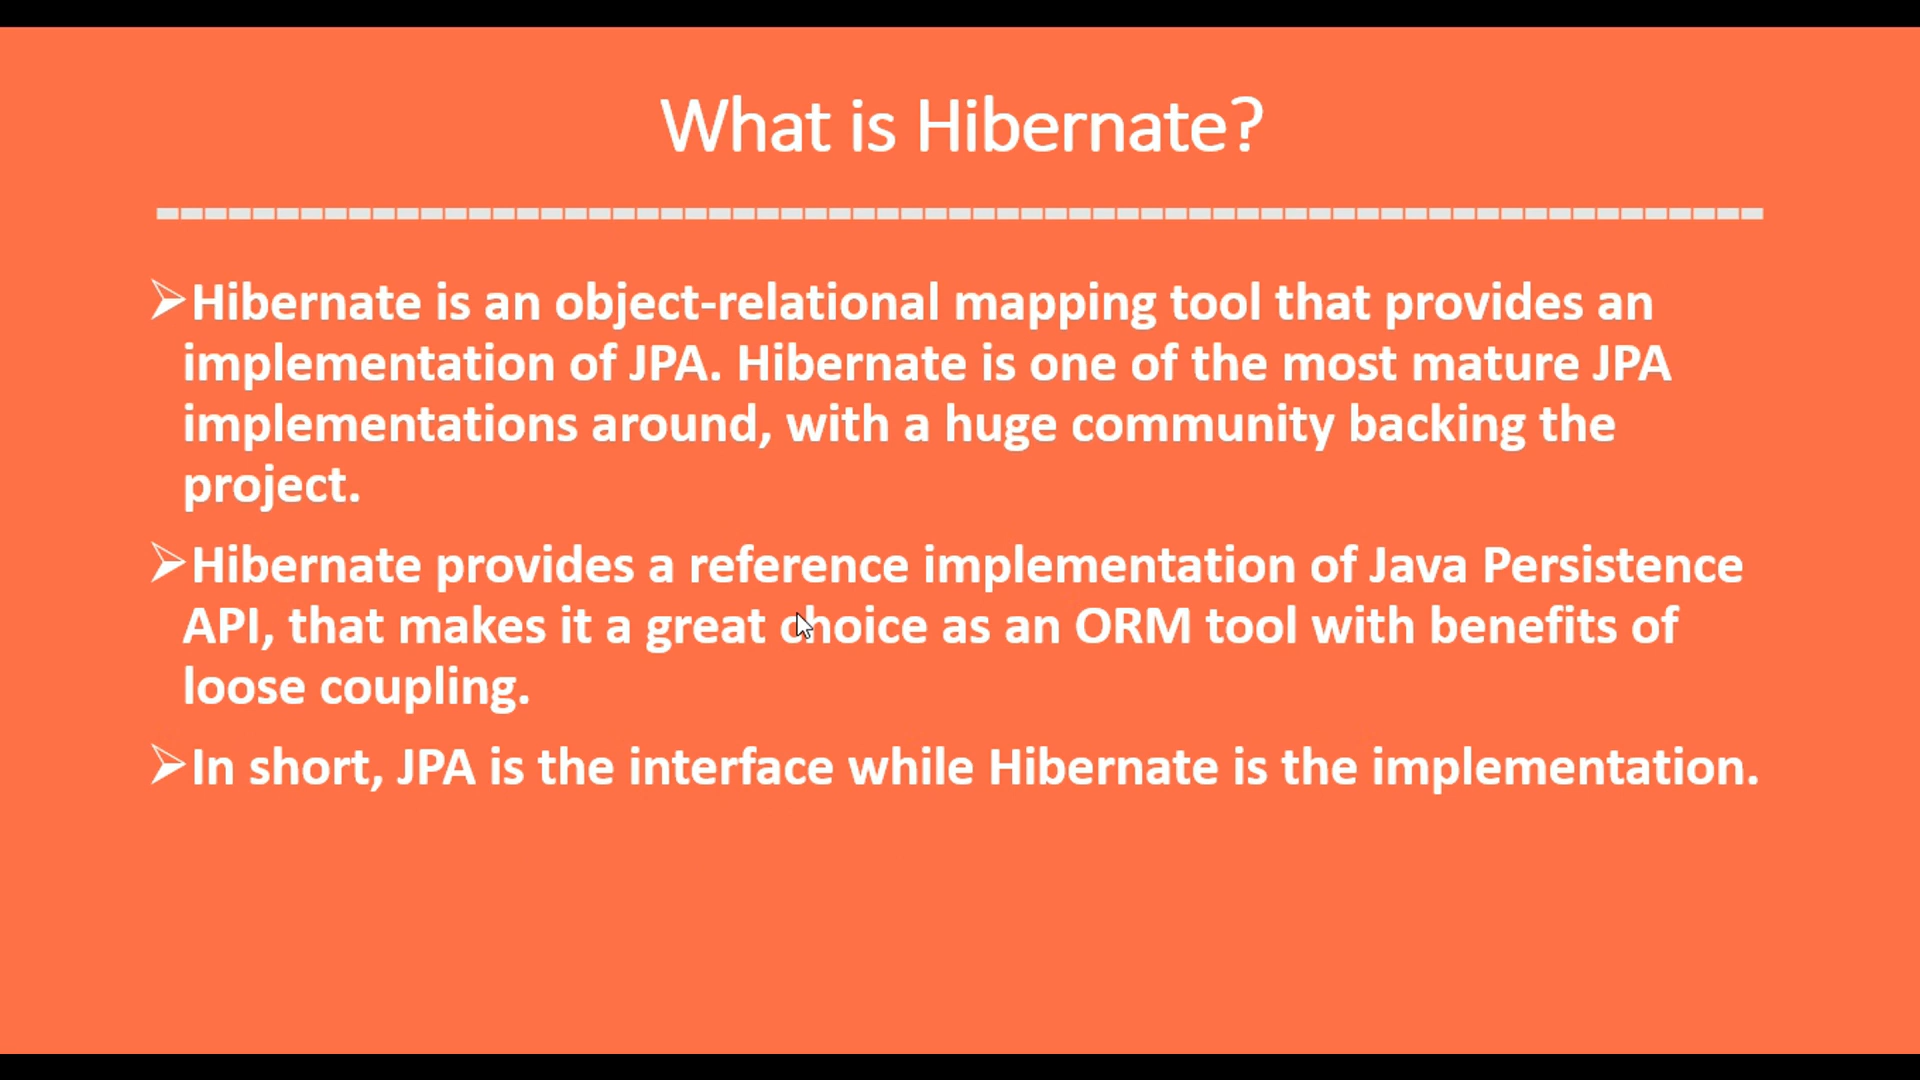 What is Hibernate?
➢Hibernate is an object-relational mapping tool that provides an
implementation of JPA. Hibernate is one of the most mature JPA
implementations around, with a huge community backing the
project.
➢Hibernate provides a reference implementation of Java Persistence
API, that makes it a great choice as an ORM tool with benefits of
loose coupling.
➢In short, JPA is the interface while Hibernate is the implementation.